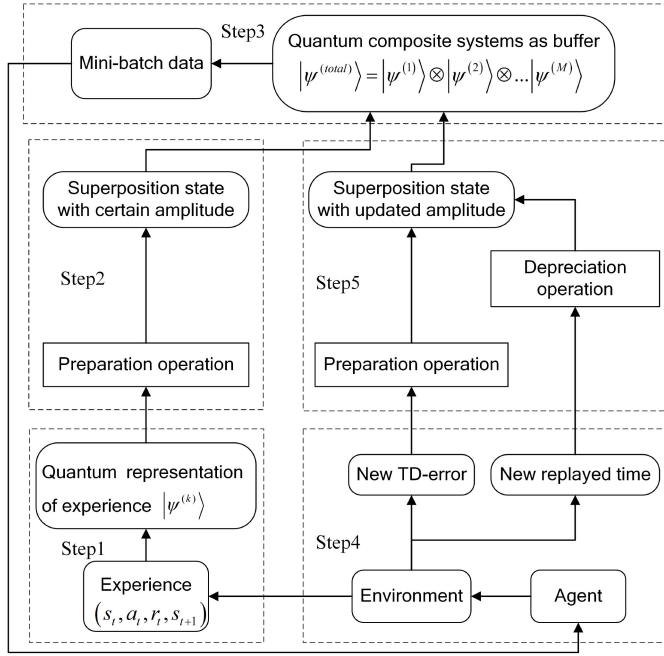 Step3
Mini-batch data
Quantum composite systems as buffer
|ψ^(total)⟩ = |ψ^(1)⟩ ⊗ |ψ^(2)⟩ ⊗ ... |ψ^(M)⟩
Superposition state
with certain amplitude
Step2
Preparation operation
Superposition state
with updated amplitude
Step5
Depreciation
operation
Preparation operation
Quantum representation
of experience |ψ^(k)⟩
Step1
Experience
(s_t, a_t, r_t, s_{t+1})
New TD-error
New replayed time
Step4
Environment
Agent